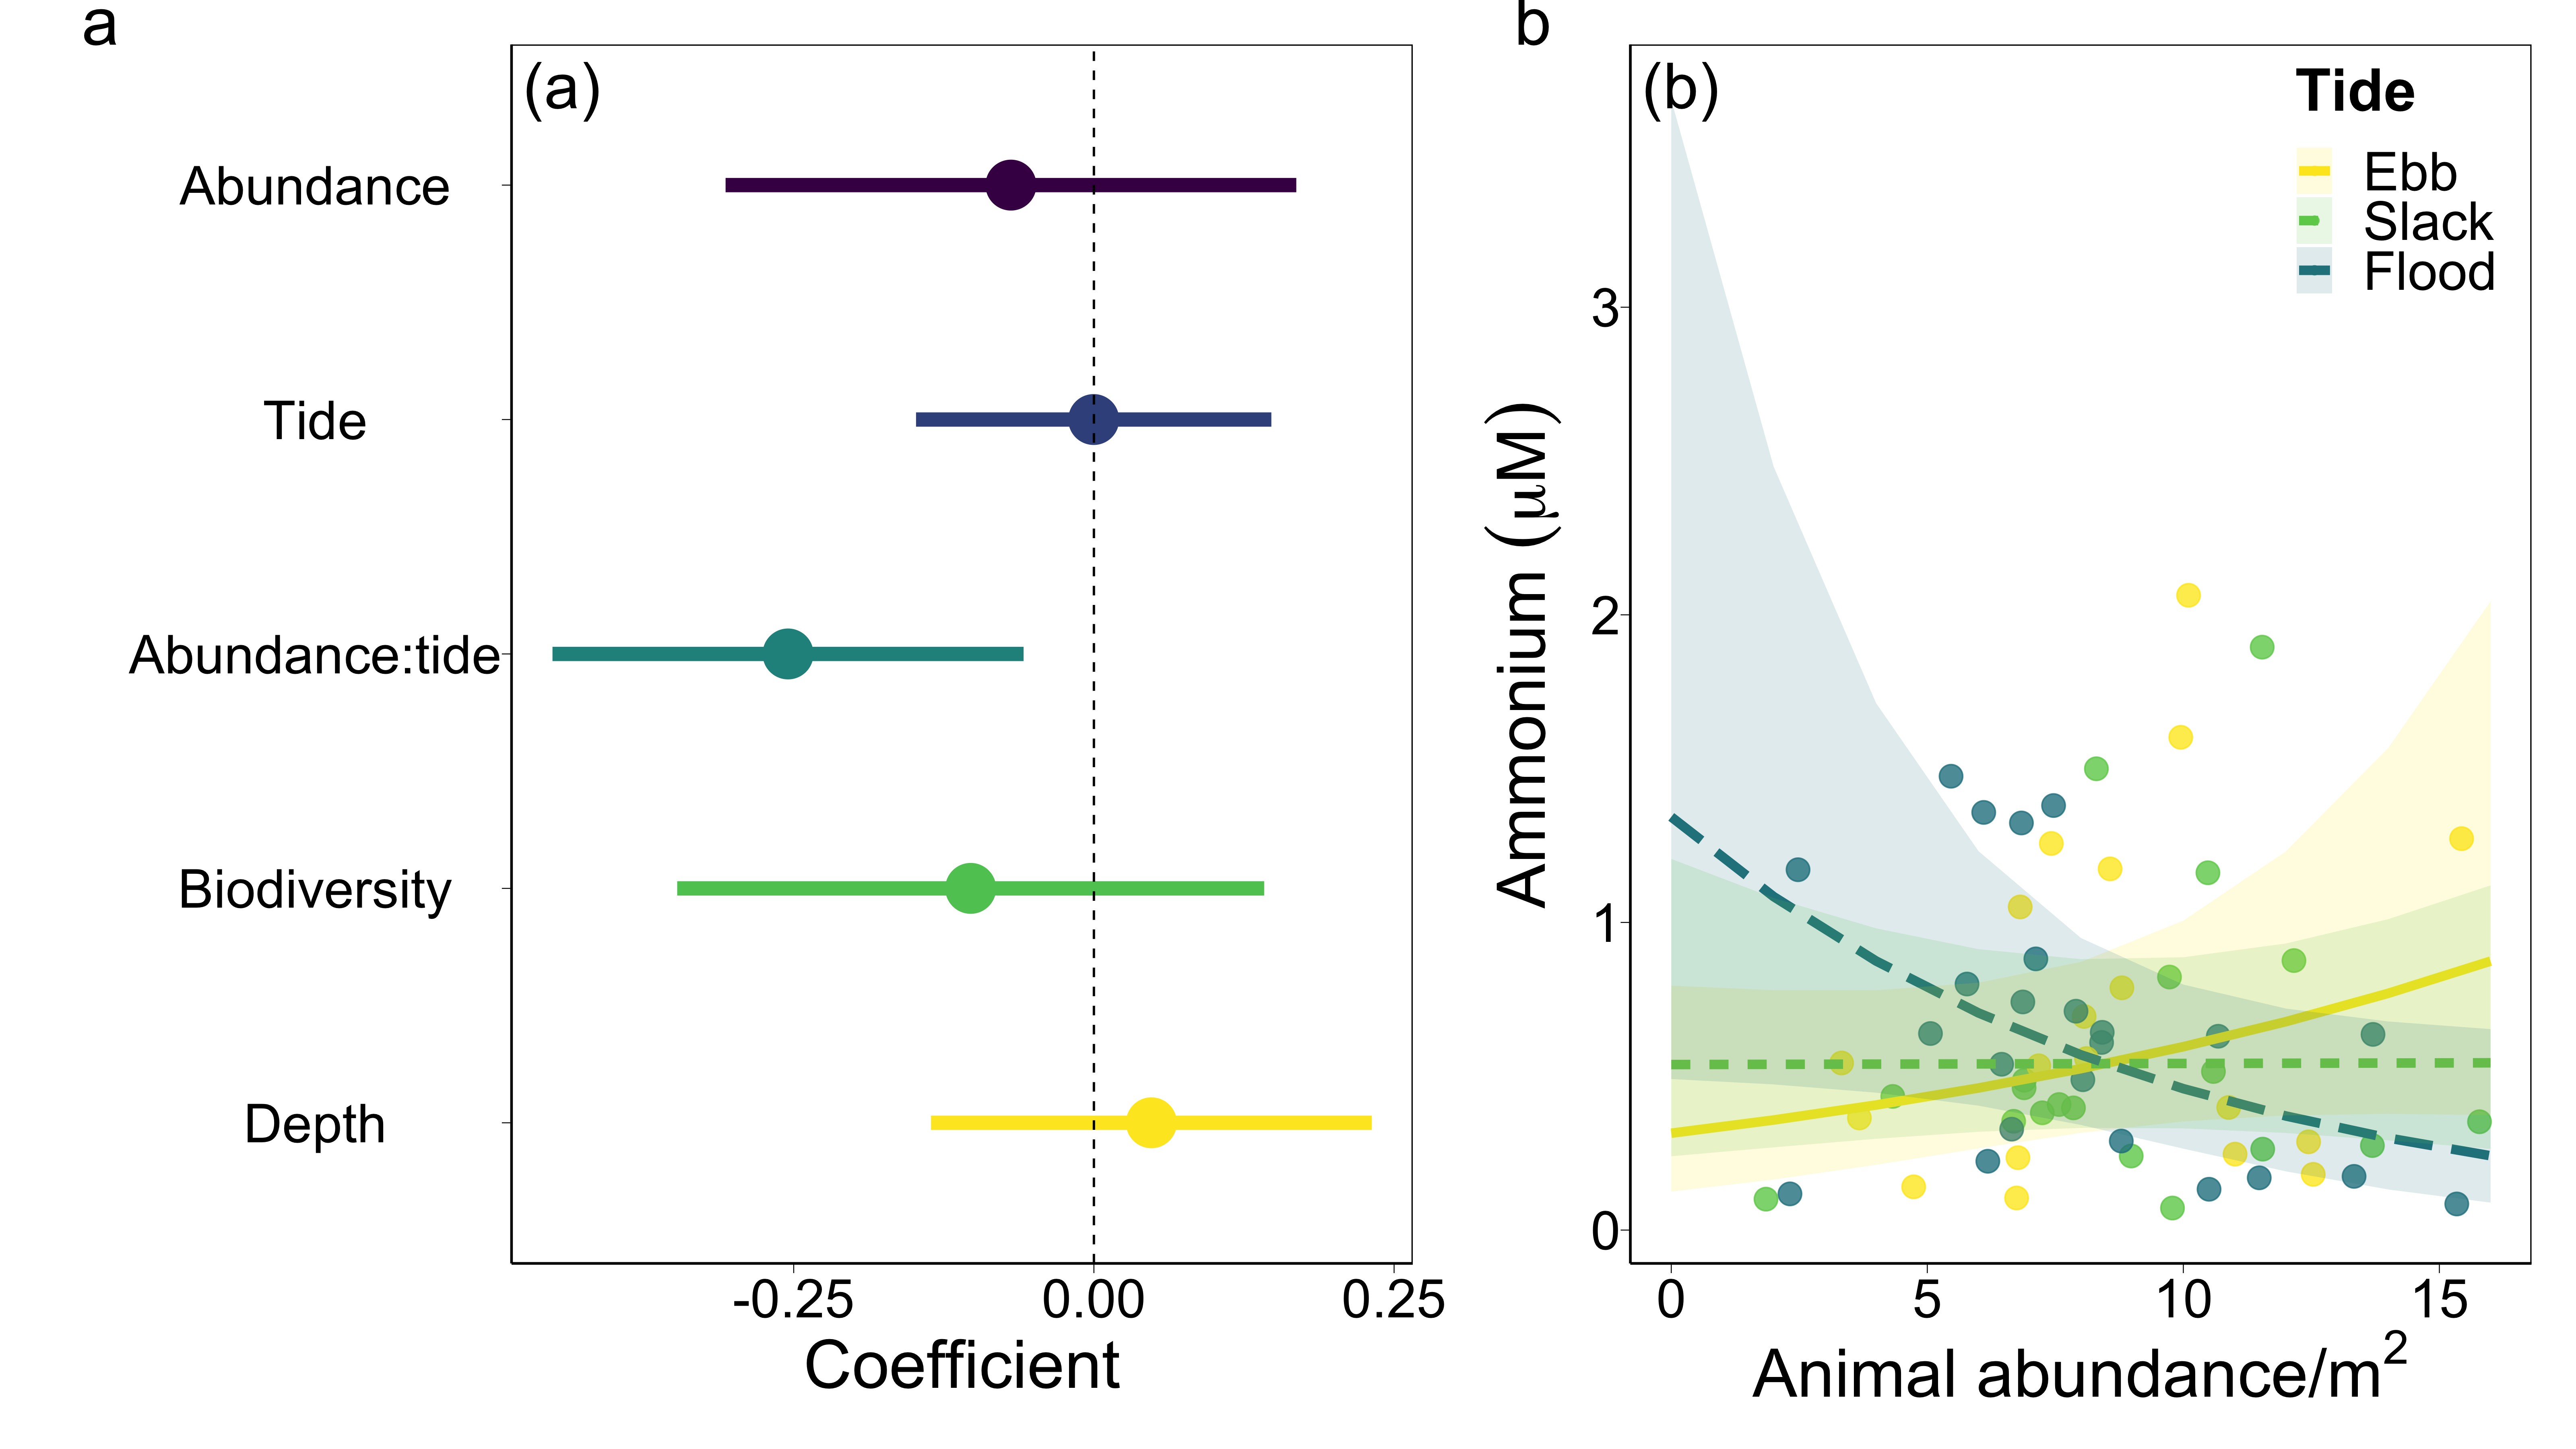 a
(a)
Abundance
Tide
Abundance:tide
Biodiversity
Depth
-0.25 0.00 0.25
Coefficient
b
(b)
Tide
Ebb
Slack
Flood
Ammonium (μM)
3
2
1
0
0 5 10 15
Animal abundance/m²